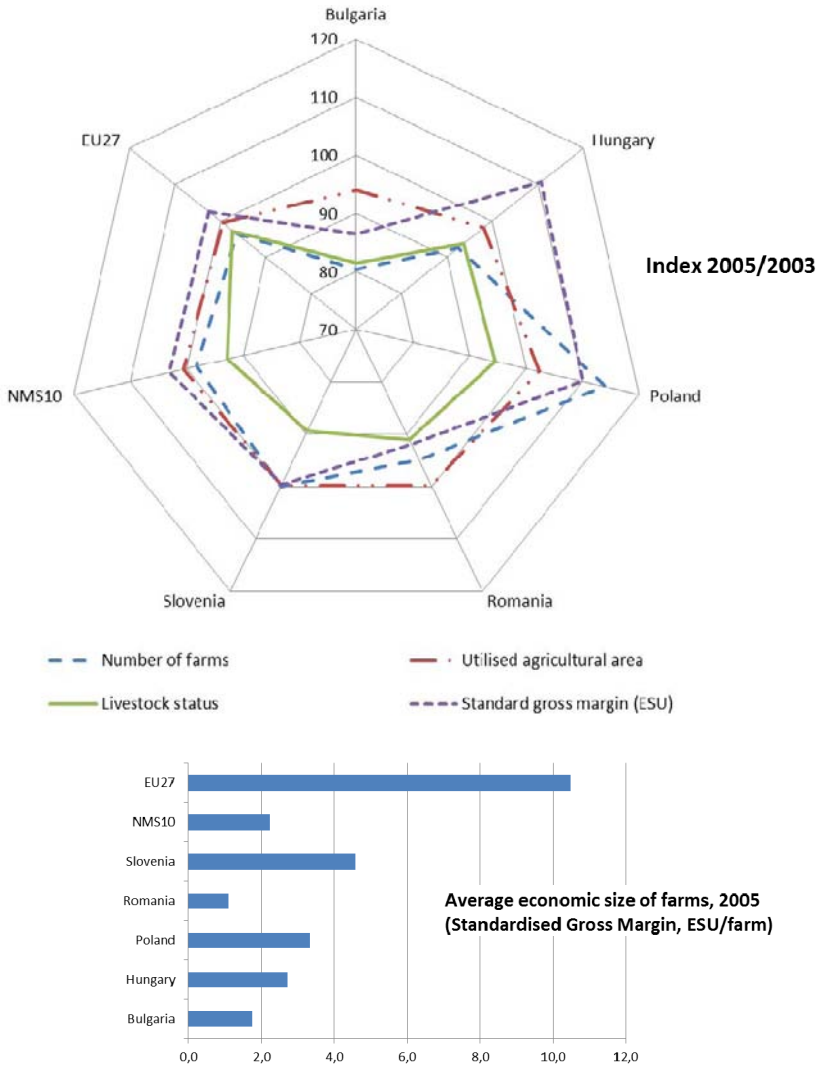 Bulgaria
120
110
EU27
Hungary
100
90
Index 2005/2003
80
70
NMS10
Poland
Slovenia
Romania
Number of farms
Utilised agricultural area
Livestock status
Standard gross margin (ESU)
EU27
NMS10
Slovenia
Romania
Average economic size of farms, 2005
(Standardised Gross Margin, ESU/farm)
Poland
Hungary
Bulgaria
0,0 2,0 4,0 6,0 8,0 10,0 12,0